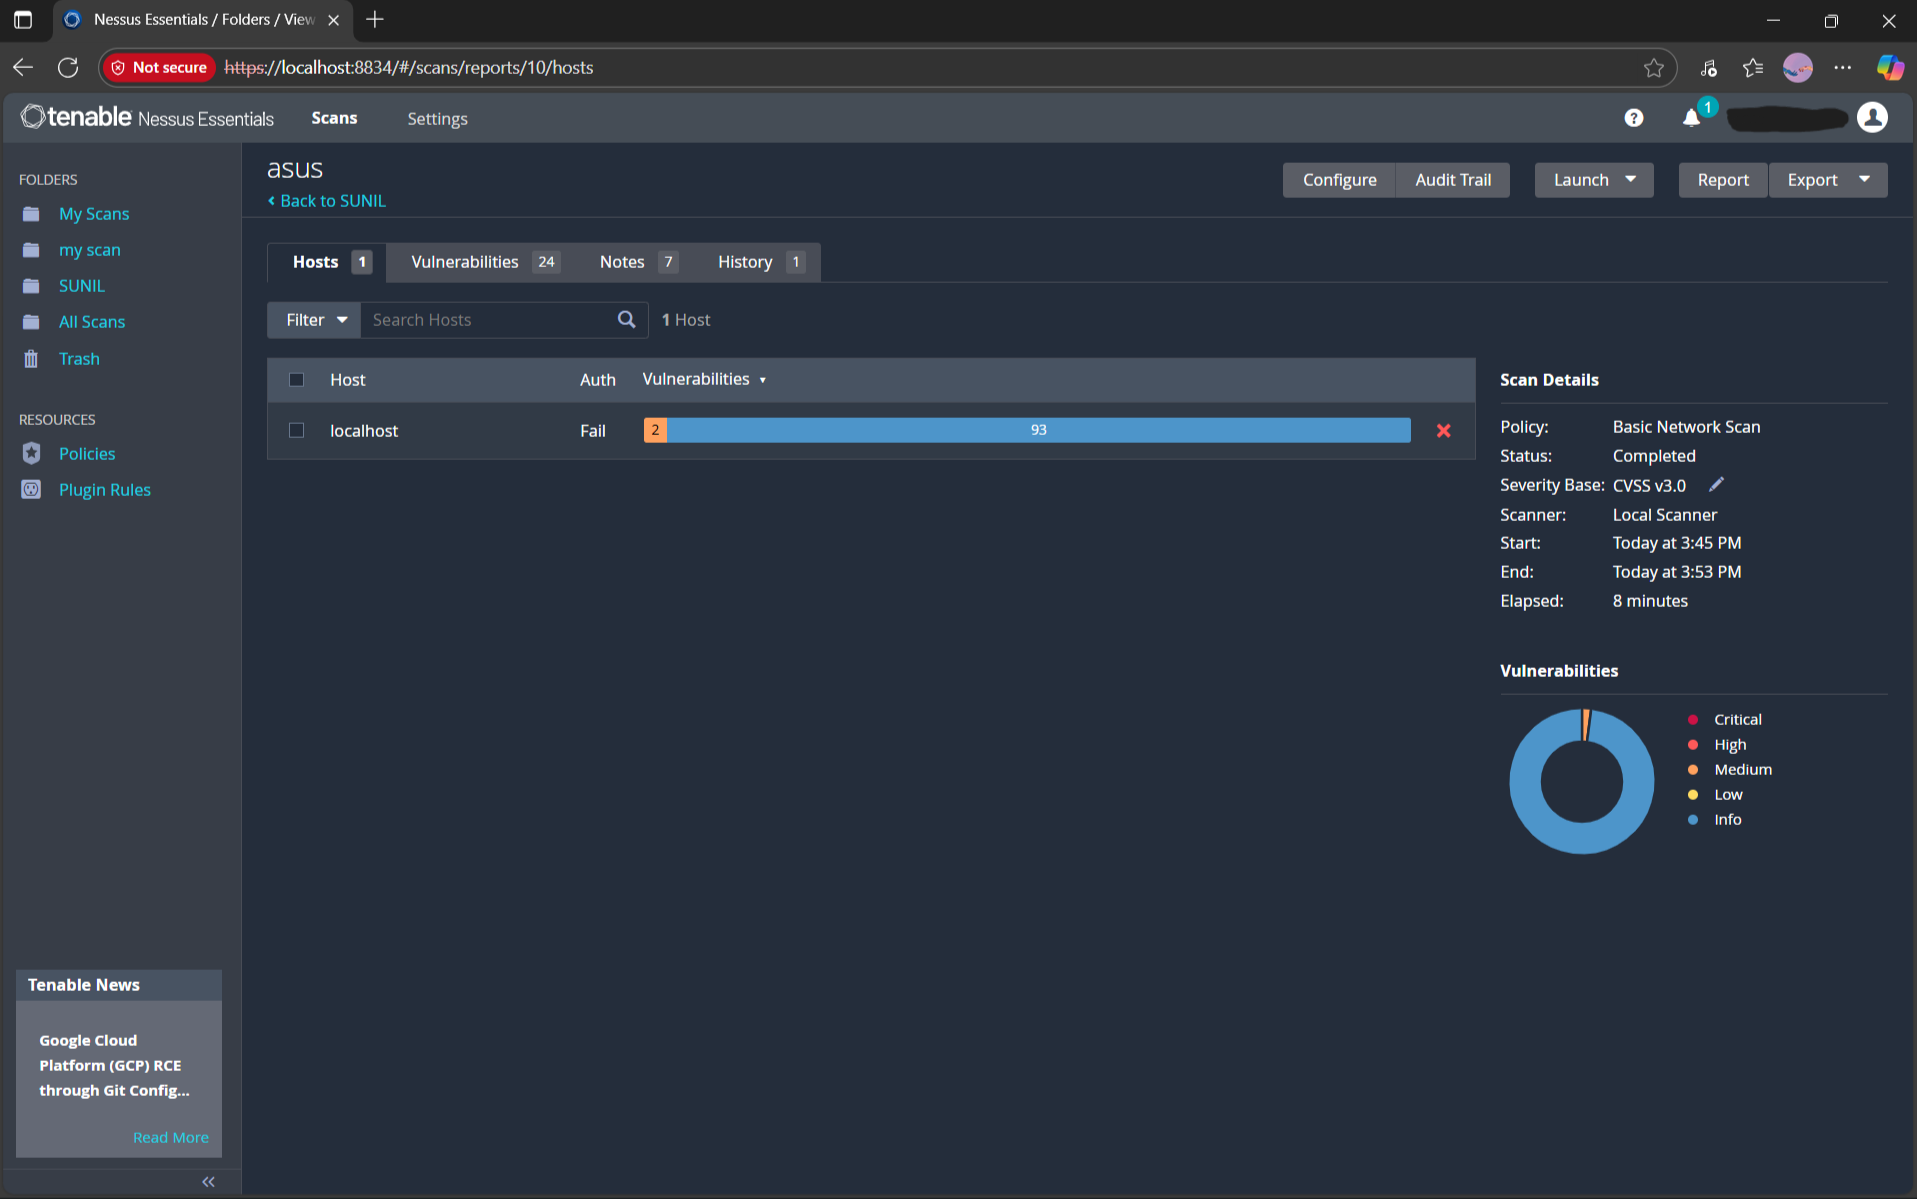 Nessus Essentials / Folders / View
Not secure https://localhost:8834/#/scans/reports/10/hosts
tenable Nessus Essentials Scans Settings ? 1
FOLDERS
My Scans
my scan
SUNIL
All Scans
Trash
RESOURCES
Policies
Plugin Rules
Tenable News
Google Cloud
Platform (GCP) RCE
through Git Config...
Read More
asus
Back to SUNIL
Configure Audit Trail Launch Report Export
Hosts 1 Vulnerabilities 24 Notes 7 History 1
Filter Search Hosts 1 Host
Host Auth Vulnerabilities
localhost Fail 2 93
Scan Details
Policy: Basic Network Scan
Status: Completed
Severity Base: CVSS v3.0
Scanner: Local Scanner
Start: Today at 3:45 PM
End: Today at 3:53 PM
Elapsed: 8 minutes
Vulnerabilities
Critical
High
Medium
Low
Info